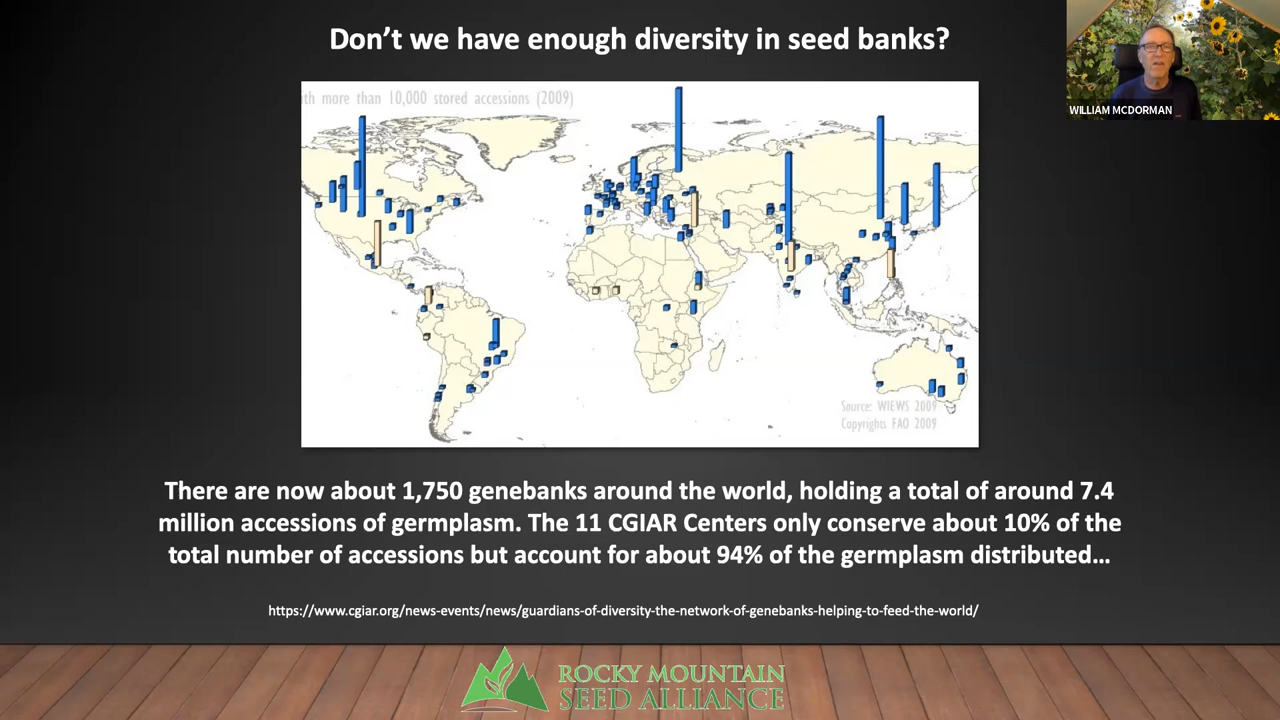 Don't we have enough diversity in seed banks?
WILLIAM MCDORMAN
with more than 10,000 stored accessions (2009)
Source: WIEWS 2009
Copyrights FAO 2009
There are now about 1,750 genebanks around the world, holding a total of around 7.4
million accessions of germplasm. The 11 CGIAR Centers only conserve about 10% of the
total number of accessions but account for about 94% of the germplasm distributed…
https://www.cgiar.org/news-events/news/guardians-of-diversity-the-network-of-genebanks-helping-to-feed-the-world/
ROCKY MOUNTAIN
SEED ALLIANCE